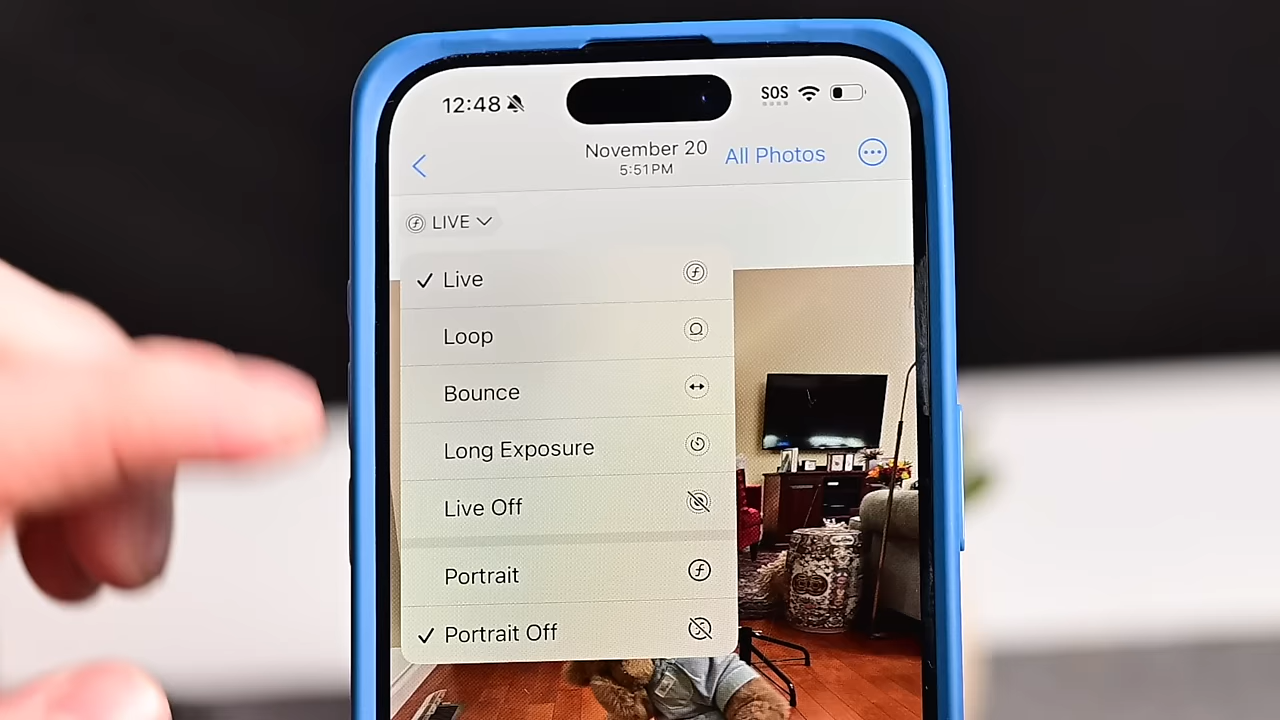 12:48
SOS
November 20
5:51PM
All Photos
LIVE
Live
Loop
Bounce
Long Exposure
Live Off
Portrait
Portrait Off